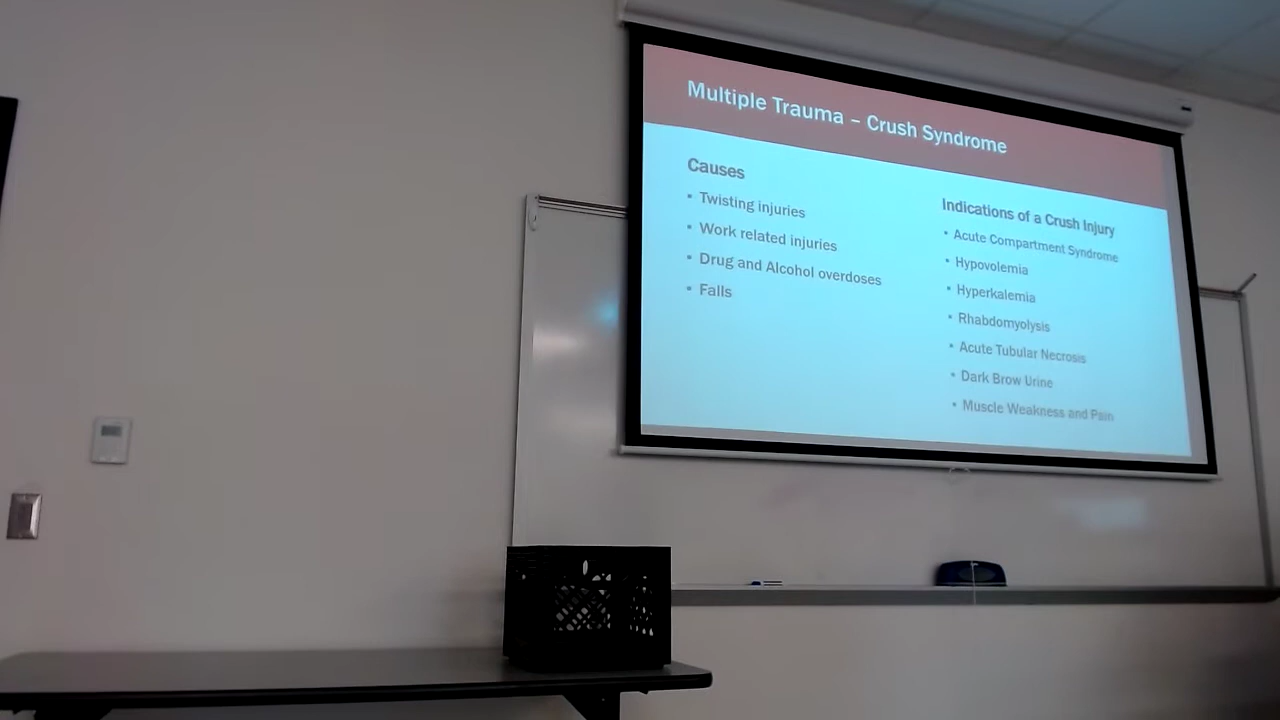 Multiple Trauma – Crush Syndrome
Causes
▪ Twisting injuries
▪ Work related injuries
▪ Drug and Alcohol overdoses
▪ Falls
Indications of a Crush Injury
▪ Acute Compartment Syndrome
▪ Hypovolemia
▪ Hyperkalemia
▪ Rhabdomyolysis
▪ Acute Tubular Necrosis
▪ Dark Brow Urine
▪ Muscle Weakness and Pain